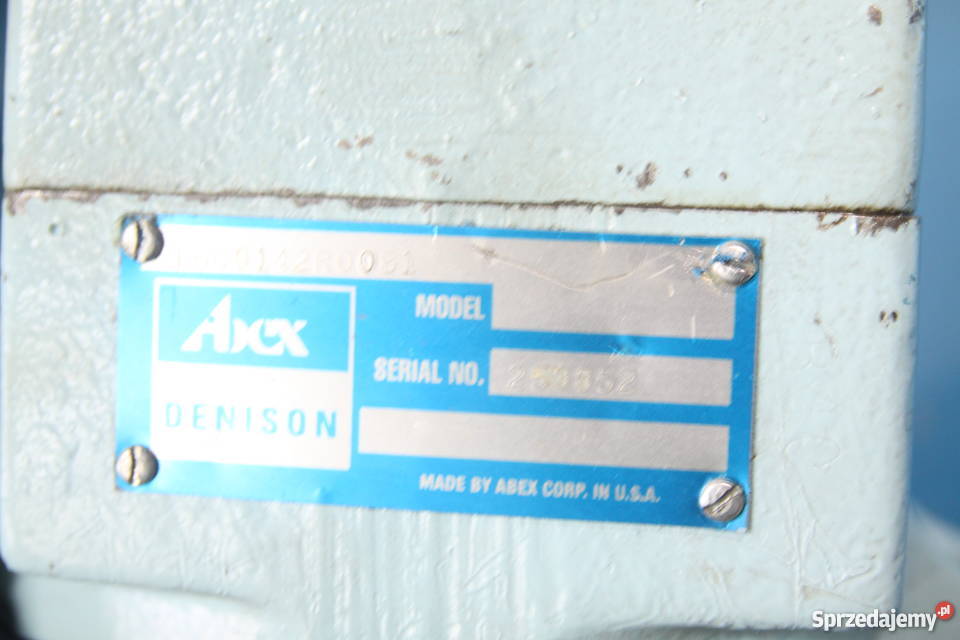 MODEL
Abex
SERIAL NO.
DENISON
MADE BY ABEX CORP. IN U.S.A.
Sprzedajemy.pl